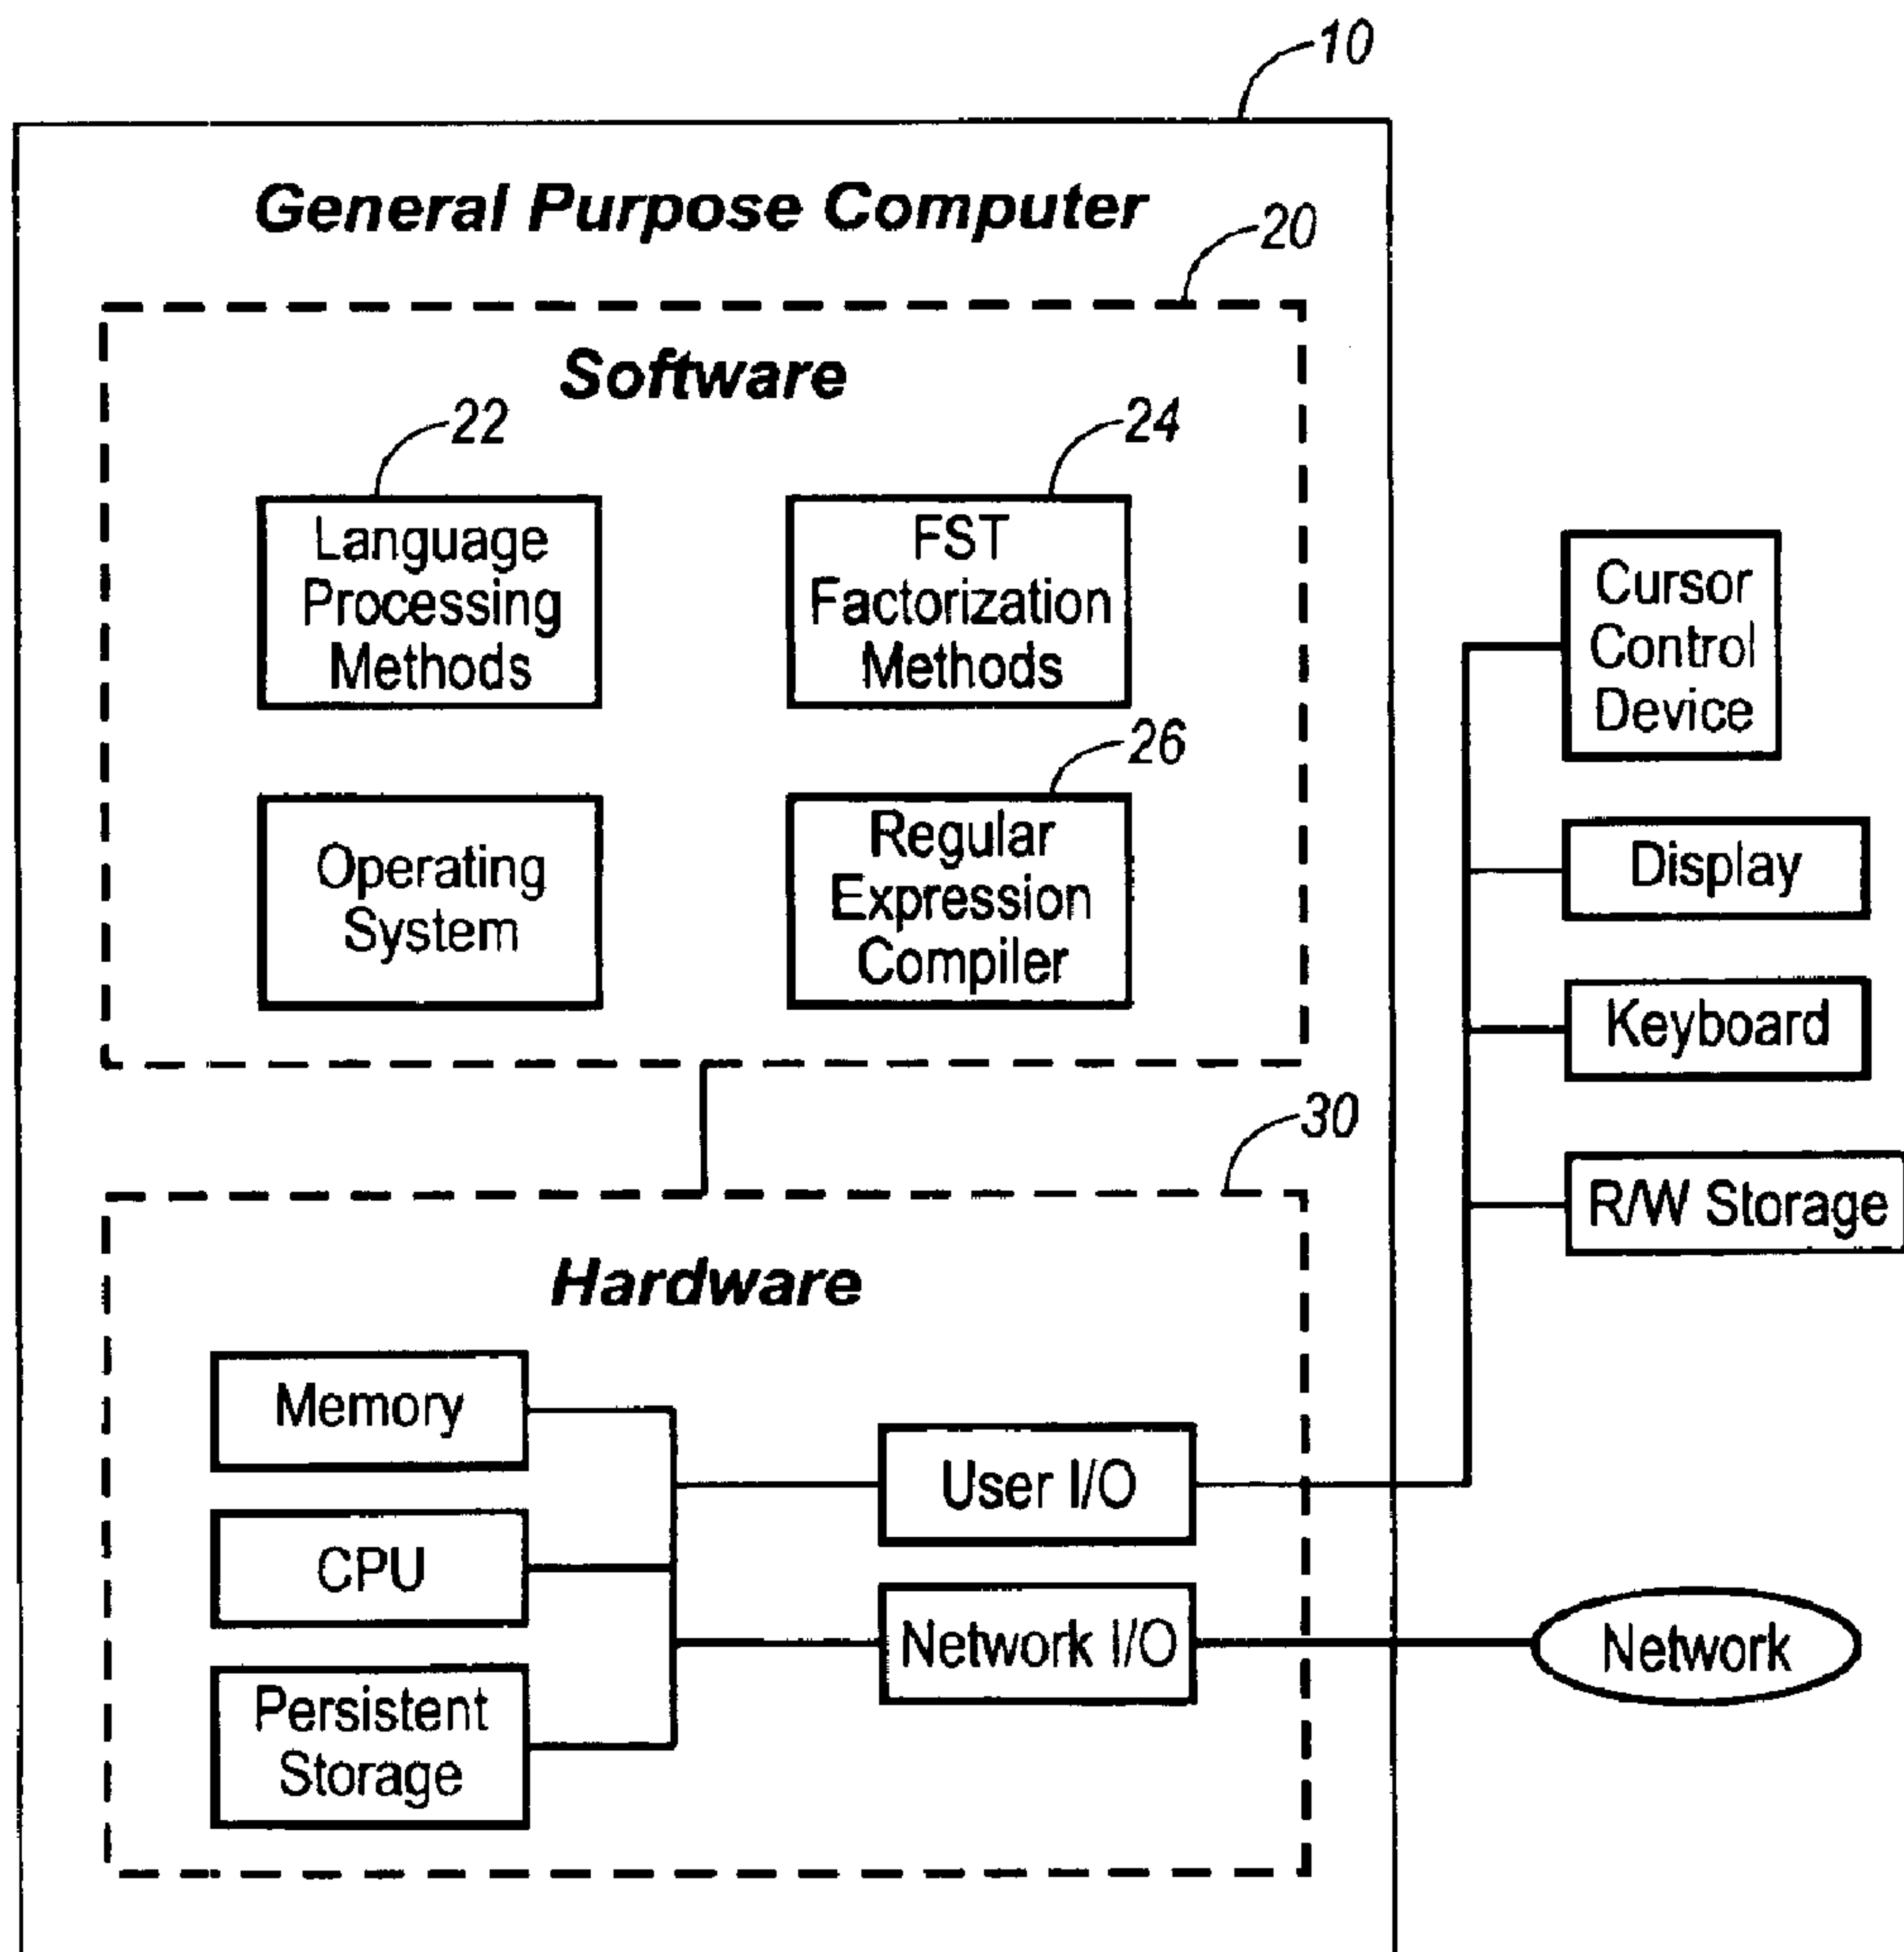 10
General Purpose Computer
20
Software
22
Language
Processing
Methods
24
FST
Factorization
Methods
Operating
System
26
Regular
Expression
Compiler
30
Hardware
Memory
CPU
Persistent
Storage
User I/O
Network I/O
Cursor
Control
Device
Display
Keyboard
R/W Storage
Network